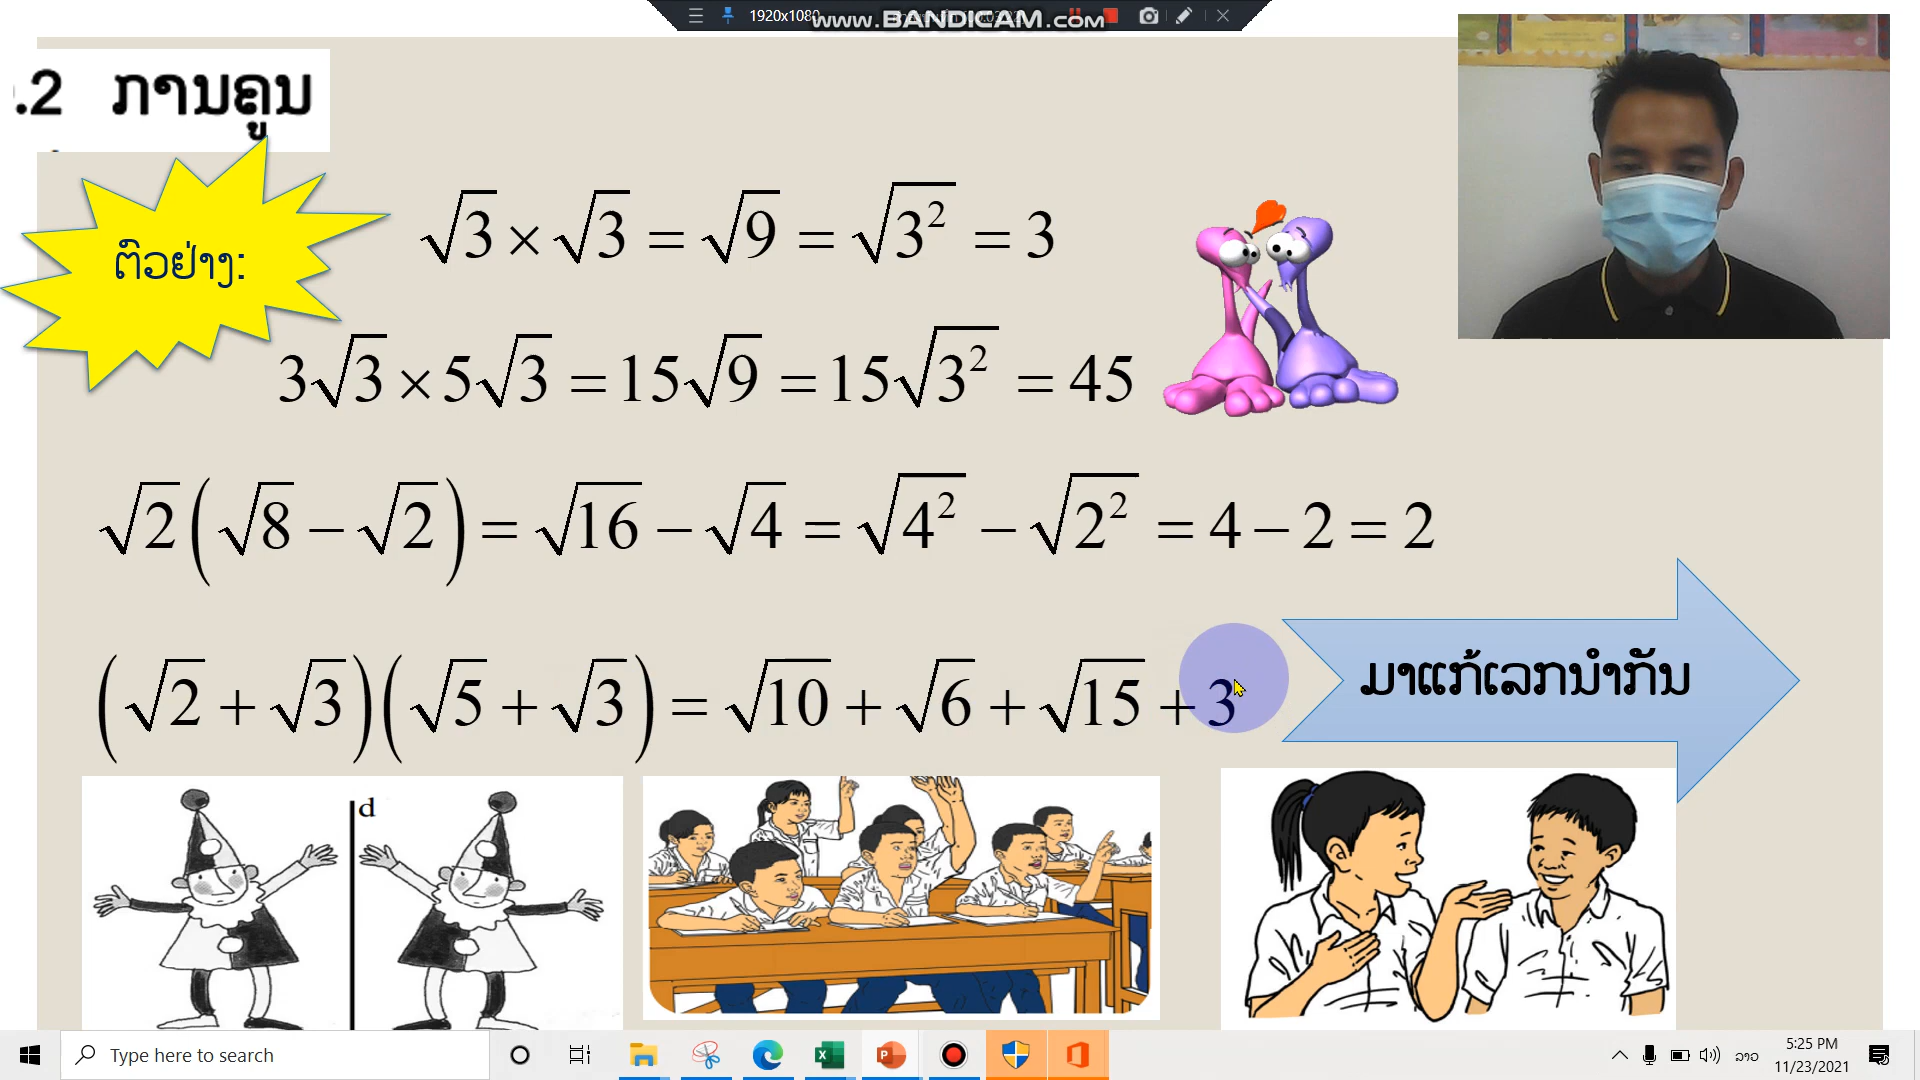 1920x1080
www.BANDICAM.com
.2 ການຄູນ
ຕົວຢ່າງ:
√3 × √3 = √9 = √3² = 3
3√3 × 5√3 = 15√9 = 15√3² = 45
√2(√8 − √2) = √16 − √4 = √4² − √2² = 4 − 2 = 2
(√2 + √3)(√5 + √3) = √10 + √6 + √15 + 3
ມາແກ້ເລກນຳກັນ
d
Type here to search
ລາວ
5:25 PM
11/23/2021